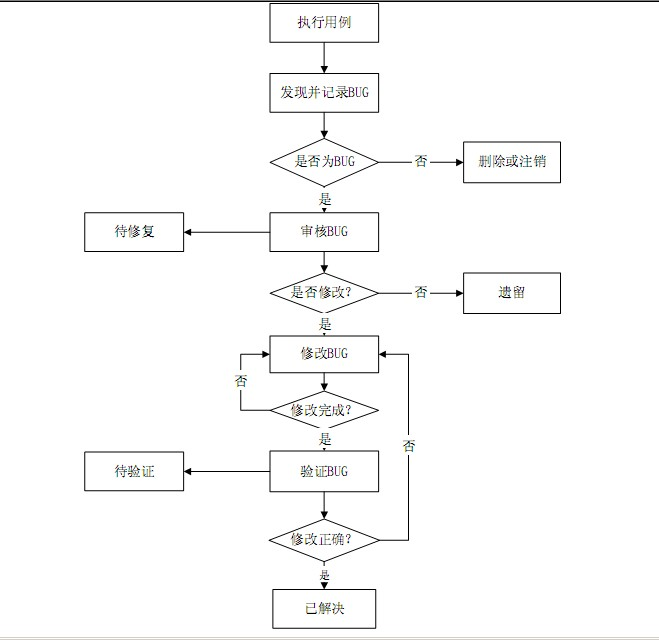 执行用例
发现并记录BUG
是否为BUG
否
删除或注销
是
待修复
审核BUG
是否修改？
否
遗留
是
修改BUG
否
修改完成？
否
是
待验证
验证BUG
修改正确？
是
已解决